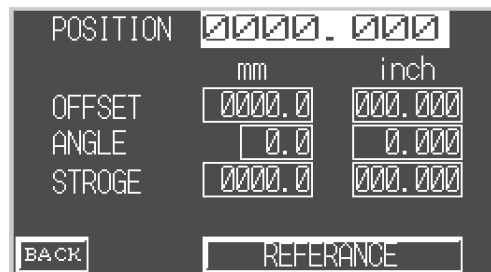 POSITION 0000.000
mm inch
OFFSET 0000.0 000.000
ANGLE 0.0 0.000
STROGE 0000.0 000.000
BACK REFERANCE